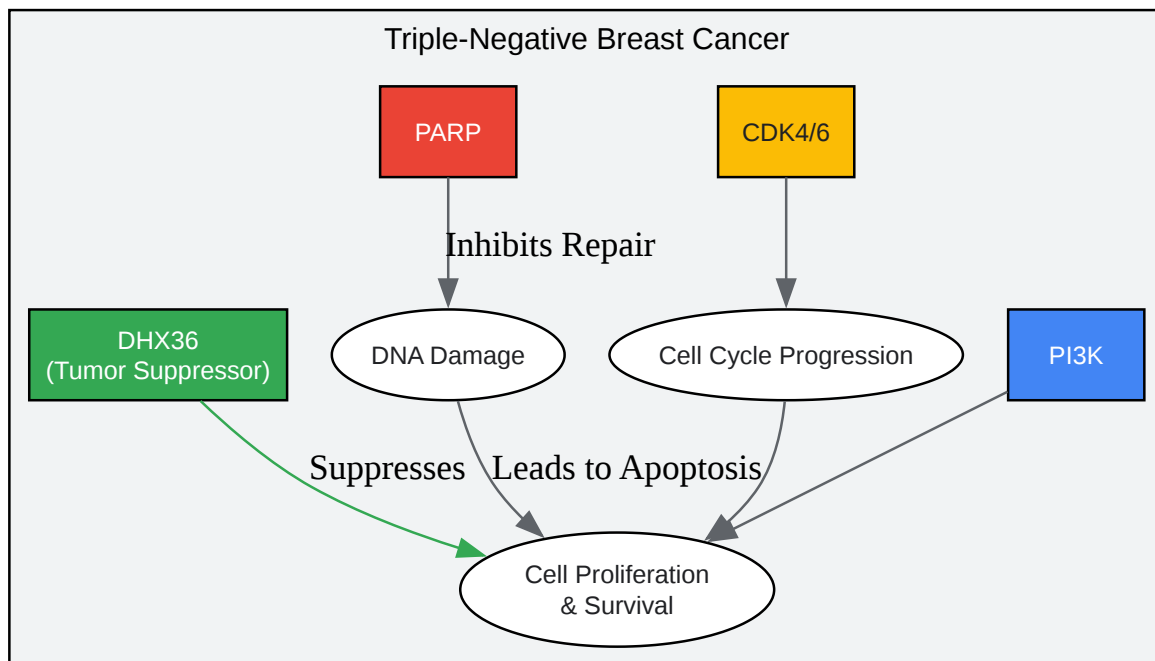 Triple-Negative Breast Cancer
PARP
CDK4/6
Inhibits Repair
DHX36
(Tumor Suppressor)
DNA Damage
Cell Cycle Progression
PI3K
Suppresses
Leads to Apoptosis
Cell Proliferation
& Survival